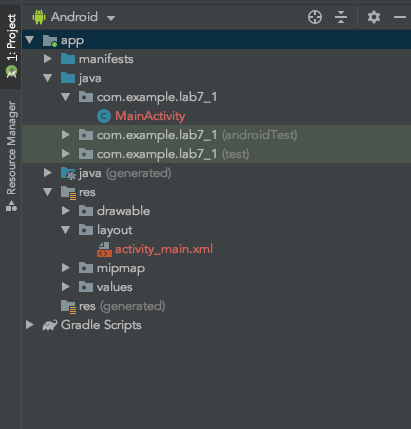 1: Project
Resource Manager
Android
app
manifests
java
com.example.lab7_1
MainActivity
com.example.lab7_1 (androidTest)
com.example.lab7_1 (test)
java (generated)
res
drawable
layout
activity_main.xml
mipmap
values
res (generated)
Gradle Scripts